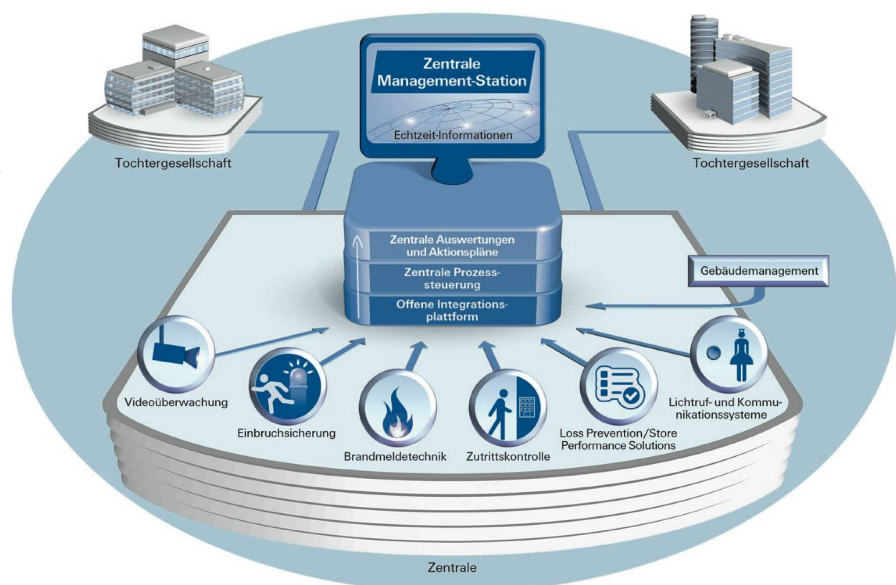 Zentrale
Management-Station
Echtzeit-Informationen
Tochtergesellschaft
Tochtergesellschaft
Zentrale Auswertungen
und Aktionspläne
Zentrale Prozess-
steuerung
Offene Integrations-
plattform
Gebäudemanagement
Videoüberwachung
Einbruchsicherung
Brandmeldetechnik
Zutrittskontrolle
Loss Prevention/Store
Performance Solutions
Lichtruf- und Kommu-
nikationssysteme
Zentrale